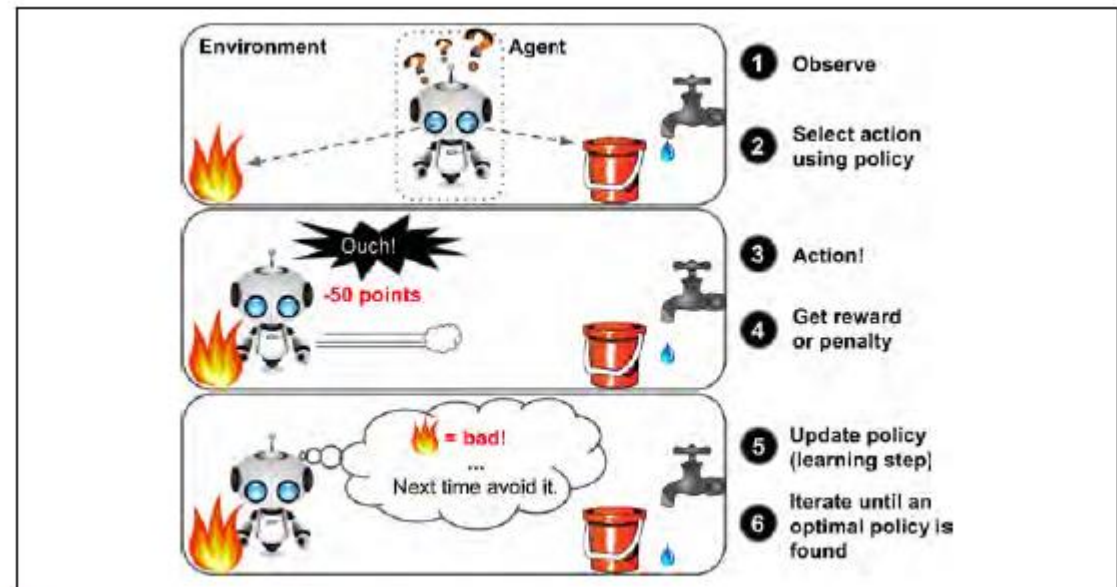 Environment
Agent
? ? ?
1 Observe
2 Select action
using policy
Ouch!
-50 points
3 Action!
4 Get reward
or penalty
= bad!
...
Next time avoid it.
5 Update policy
(learning step)
6 Iterate until an
optimal policy is
found